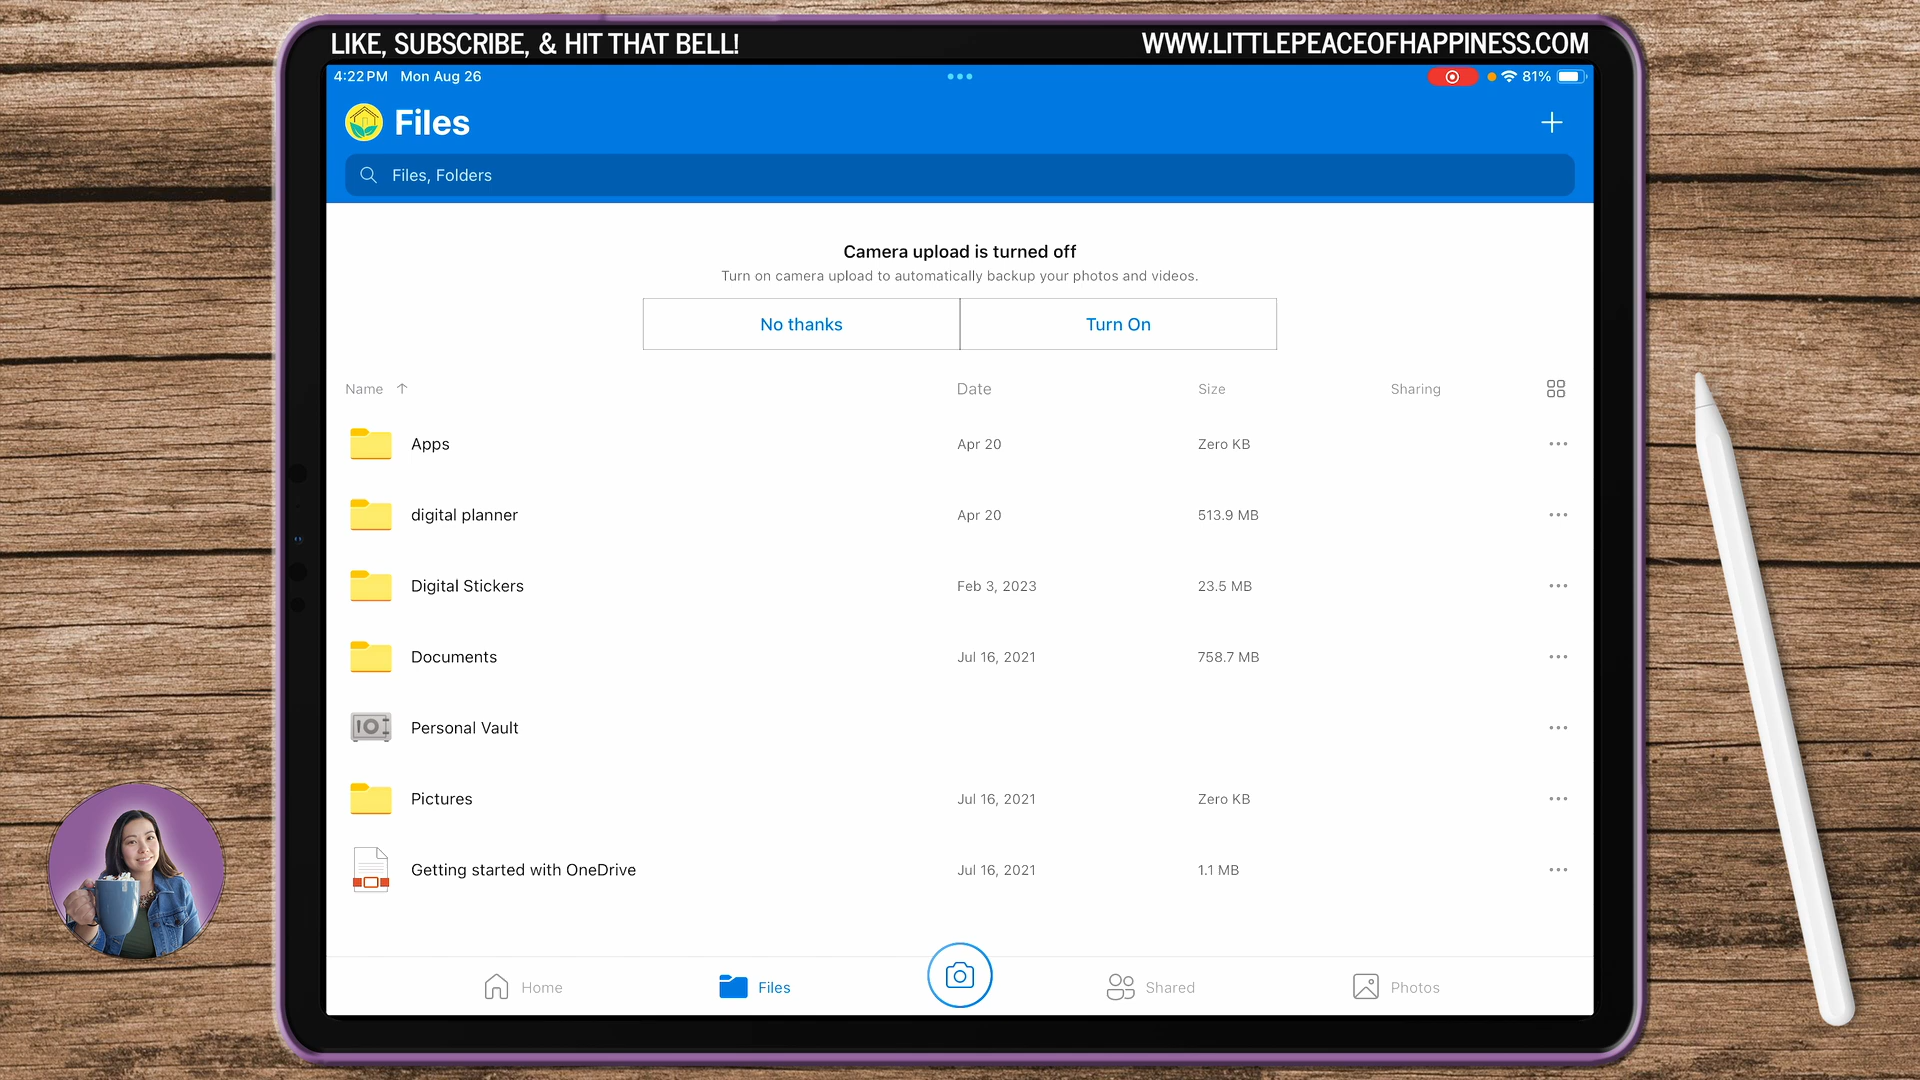 LIKE, SUBSCRIBE, & HIT THAT BELL!
WWW.LITTLEPEACEOFHAPPINESS.COM
4:22 PM Mon Aug 26
81%
Files
Files, Folders
Camera upload is turned off
Turn on camera upload to automatically backup your photos and videos.
No thanks
Turn On
Name Date Size Sharing
Apps Apr 20 Zero KB
digital planner Apr 20 513.9 MB
Digital Stickers Feb 3, 2023 23.5 MB
Documents Jul 16, 2021 758.7 MB
Personal Vault
Pictures Jul 16, 2021 Zero KB
Getting started with OneDrive Jul 16, 2021 1.1 MB
Home
Files
Shared
Photos